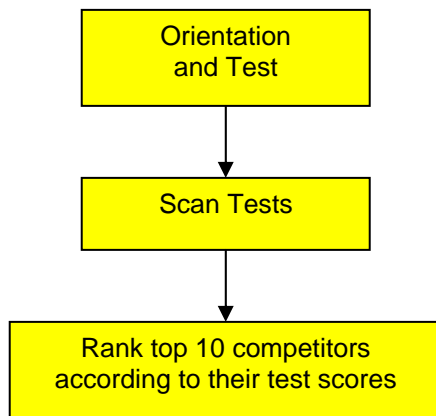 Orientation
and Test
Scan Tests
Rank top 10 competitors
according to their test scores